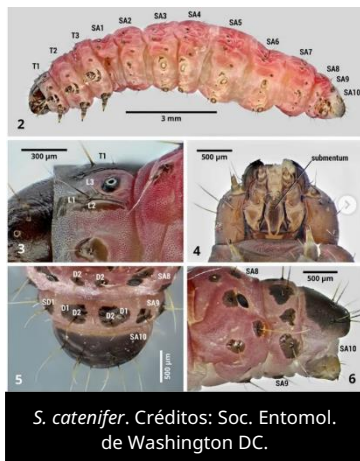 T1
T2
T3
SA1
SA2
SA3
SA4
SA5
SA6
SA7
SA8
SA9
SA10
3 mm
2
300 µm
T1
L3
L1
L2
3
500 µm
submentum
4
D2
D2
SA8
SD1
D1
D2
D2
D1
SA9
SA10
500 µm
5
SA8
500 µm
SA10
SA9
6
S. catenifer. Créditos: Soc. Entomol.
de Washington DC.